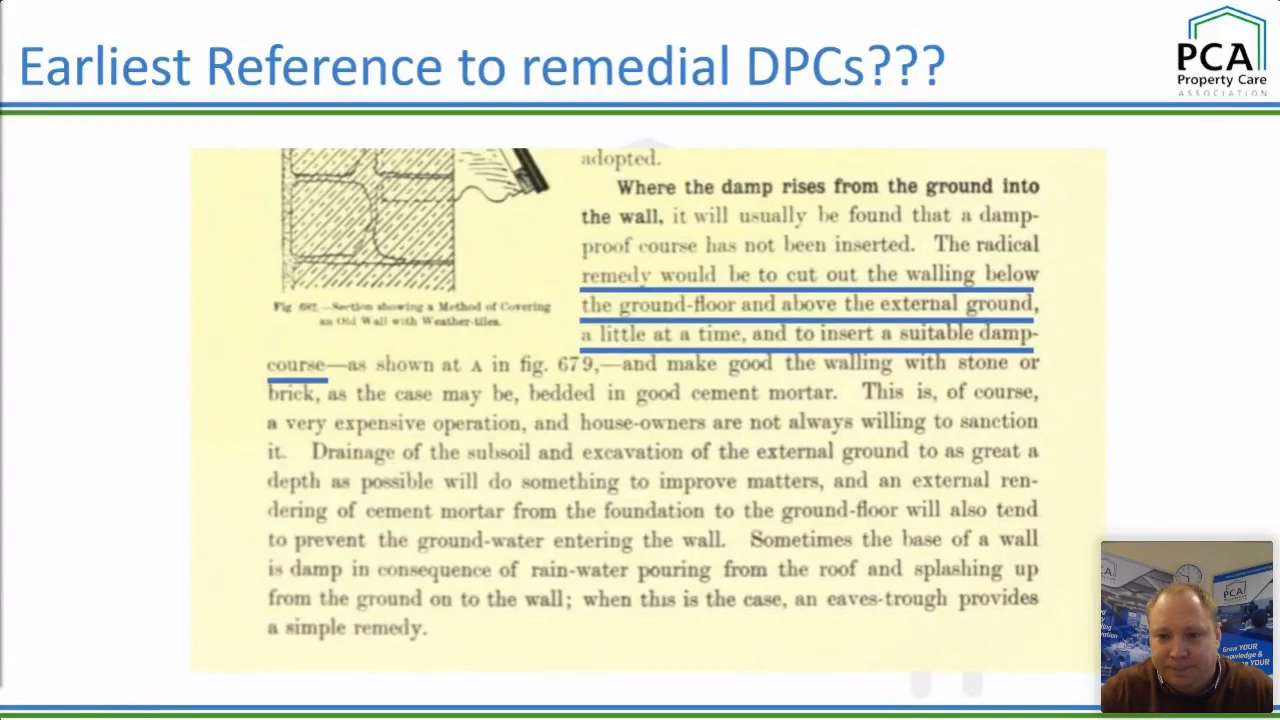 Earliest Reference to remedial DPCs???
PCA
Property Care
ASSOCIATION
adopted.
Where the damp rises from the ground into
the wall, it will usually be found that a damp-
proof course has not been inserted. The radical
remedy would be to cut out the walling below
the ground-floor and above the external ground,
a little at a time, and to insert a suitable damp-
Fig 682.—Section showing a Method of Covering
an Old Wall with Weather-tiles.
course—as shown at A in fig. 679,—and make good the walling with stone or
brick, as the case may be, bedded in good cement mortar. This is, of course,
a very expensive operation, and house-owners are not always willing to sanction
it. Drainage of the subsoil and excavation of the external ground to as great a
depth as possible will do something to improve matters, and an external ren-
dering of cement mortar from the foundation to the ground-floor will also tend
to prevent the ground-water entering the wall. Sometimes the base of a wall
is damp in consequence of rain-water pouring from the roof and splashing up
from the ground on to the wall; when this is the case, an eaves-trough provides
a simple remedy.
PCA
Grow YOUR